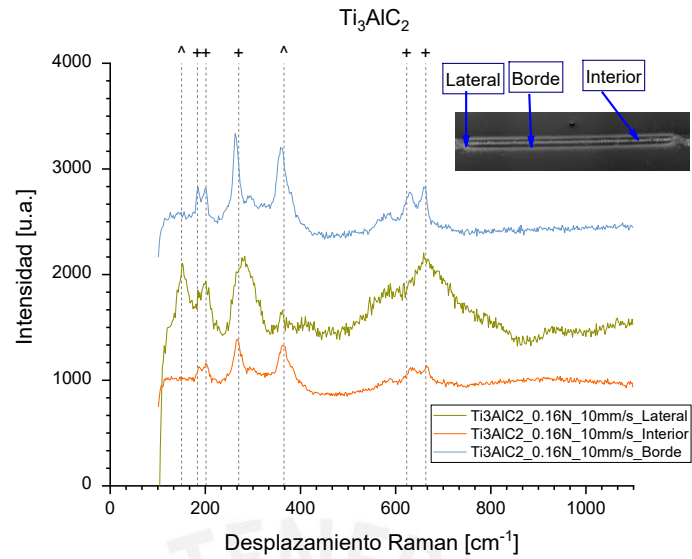 Ti₃AlC₂
^ ++ + ^ + +
4000
3000
2000
1000
0
Intensidad [u.a.]
Lateral Borde Interior
Ti3AlC2_0.16N_10mm/s_Lateral
Ti3AlC2_0.16N_10mm/s_Interior
Ti3AlC2_0.16N_10mm/s_Borde
0 200 400 600 800 1000
Desplazamiento Raman [cm⁻¹]